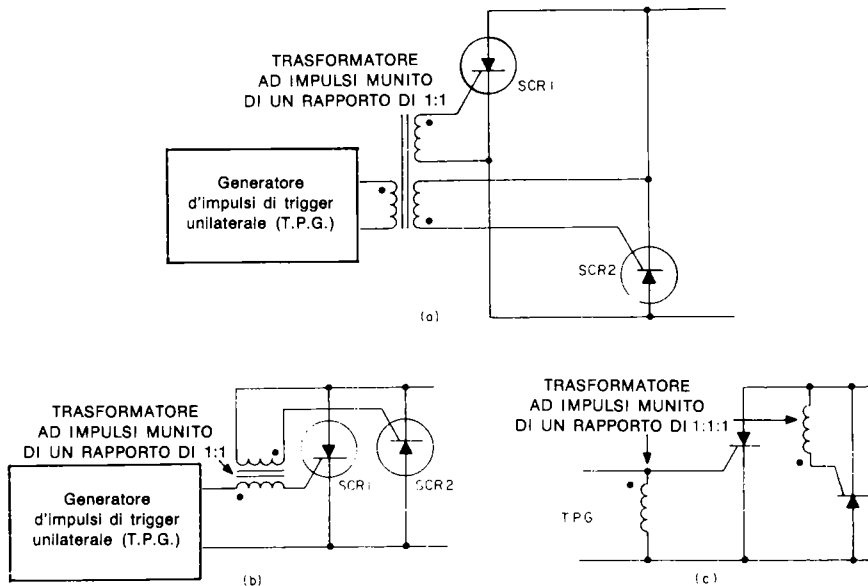 TRASFORMATORE
AD IMPULSI MUNITO
DI UN RAPPORTO DI 1:1
SCR1
Generatore
d'impulsi di trigger
unilaterale (T.P.G.)
SCR2
(a)
TRASFORMATORE
AD IMPULSI MUNITO
DI UN RAPPORTO DI 1:1
SCR1
SCR2
Generatore
d'impulsi di trigger
unilaterale (T.P.G.)
(b)
TRASFORMATORE
AD IMPULSI MUNITO
DI UN RAPPORTO DI 1:1:1
TPG
(c)